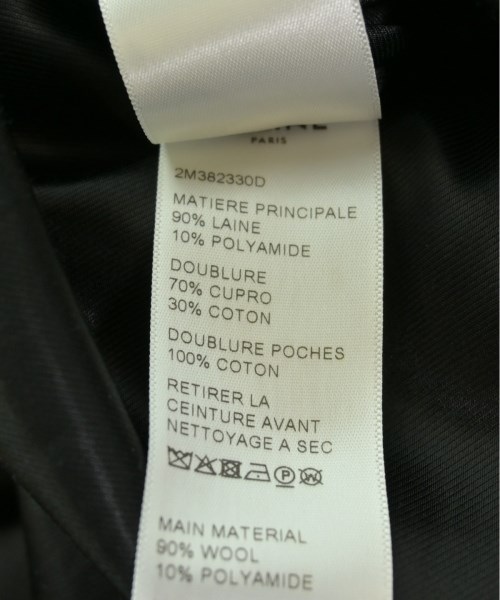 PARIS
2M382330D
MATIERE PRINCIPALE
90% LAINE
10% POLYAMIDE
DOUBLURE
70% CUPRO
30% COTON
DOUBLURE POCHES
100% COTON
RETIRER LA
CEINTURE AVANT
NETTOYAGE A SEC
P W
MAIN MATERIAL
90% WOOL
10% POLYAMIDE